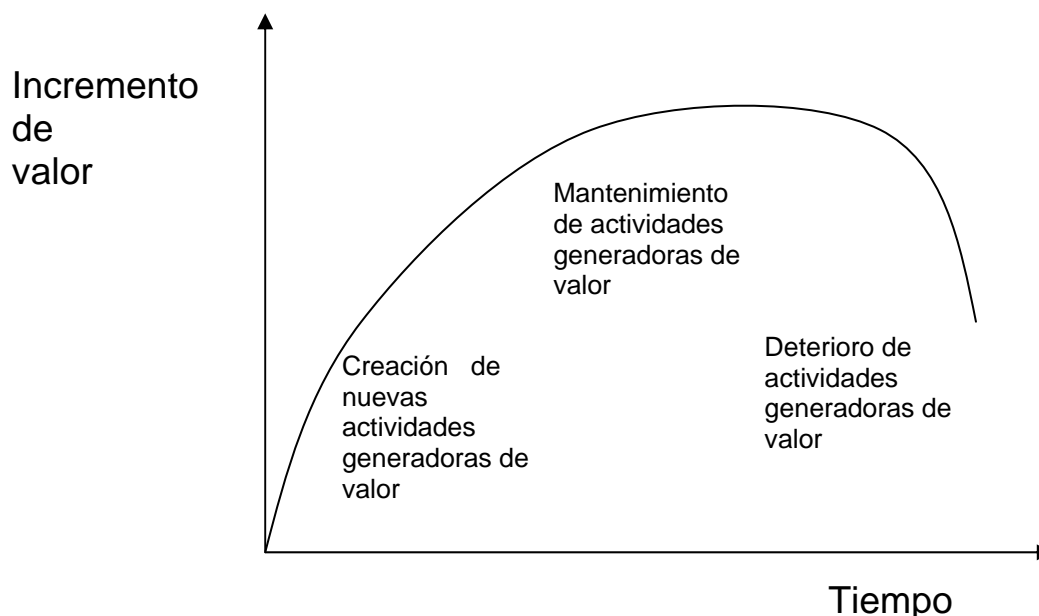 Incremento
de
valor
Mantenimiento
de actividades
generadoras de
valor
Creación de
nuevas
actividades
generadoras de
valor
Deterioro de
actividades
generadoras de
valor
Tiempo